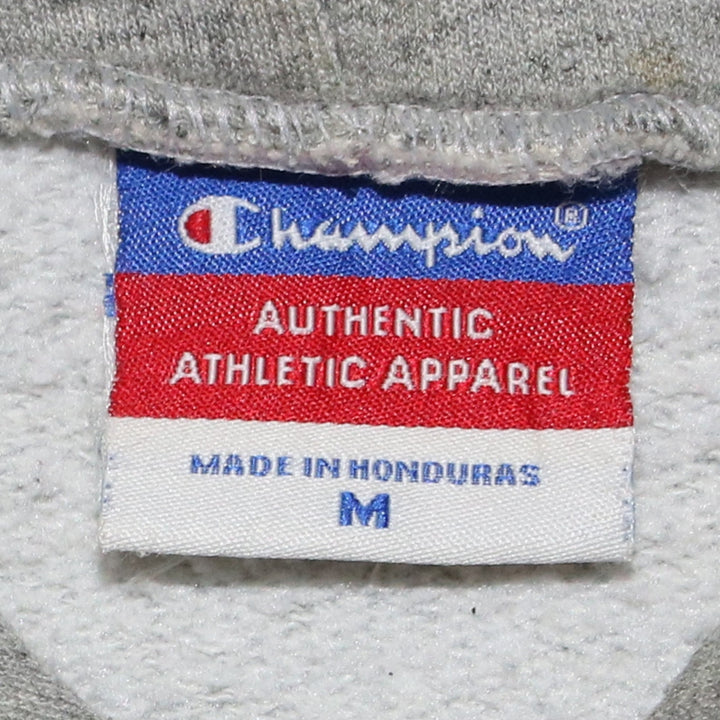 Champion®
AUTHENTIC
ATHLETIC APPAREL
MADE IN HONDURAS
M